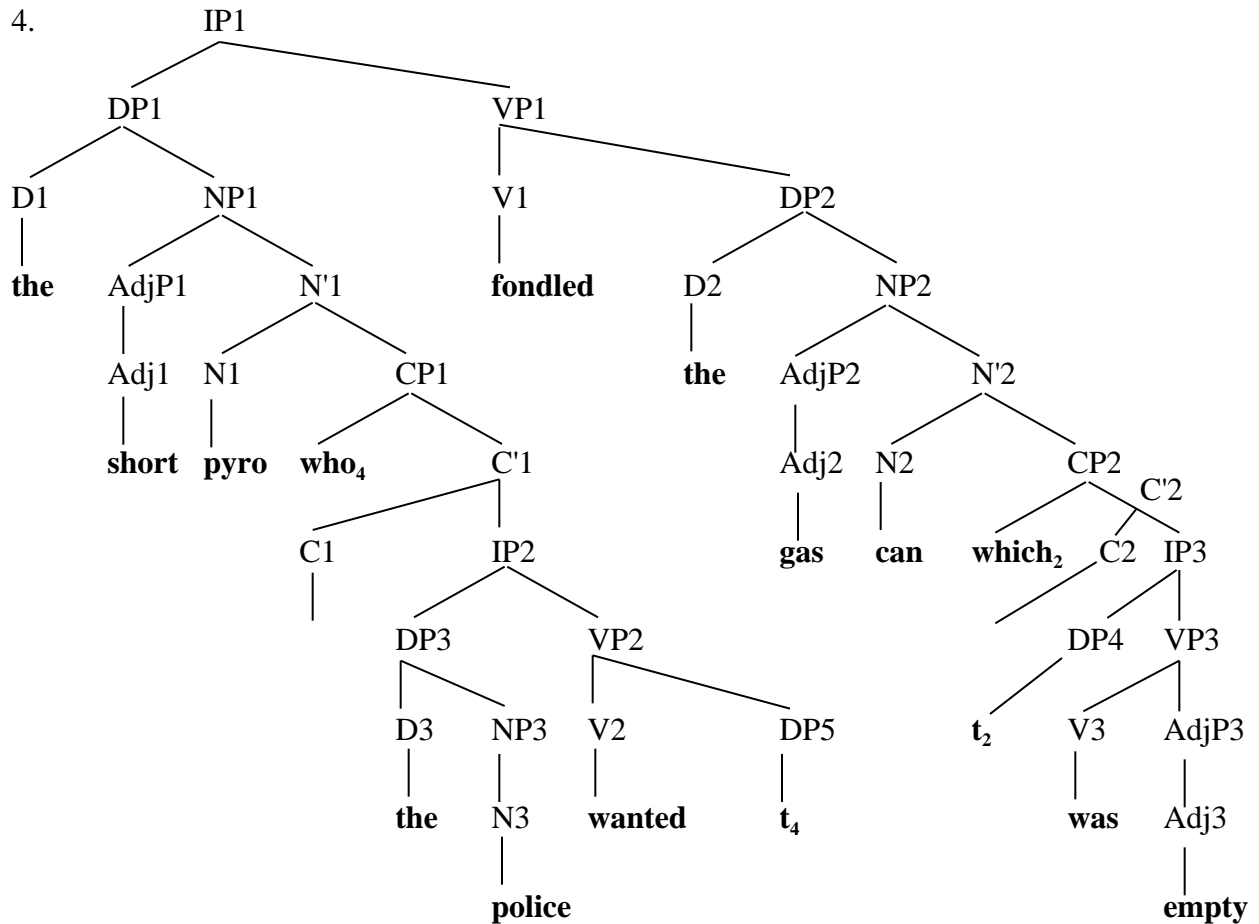 4. IP1
DP1 VP1
D1 NP1 V1 DP2
the AdjP1 N'1 fondled D2 NP2
Adj1 N1 CP1 the AdjP2 N'2
short pyro who₄ C'1 Adj2 N2 CP2
C'2
C1 IP2 gas can which₂ C2 IP3
DP3 VP2 DP4 VP3
D3 NP3 V2 DP5 t₂ V3 AdjP3
the N3 wanted t₄ was Adj3
police empty